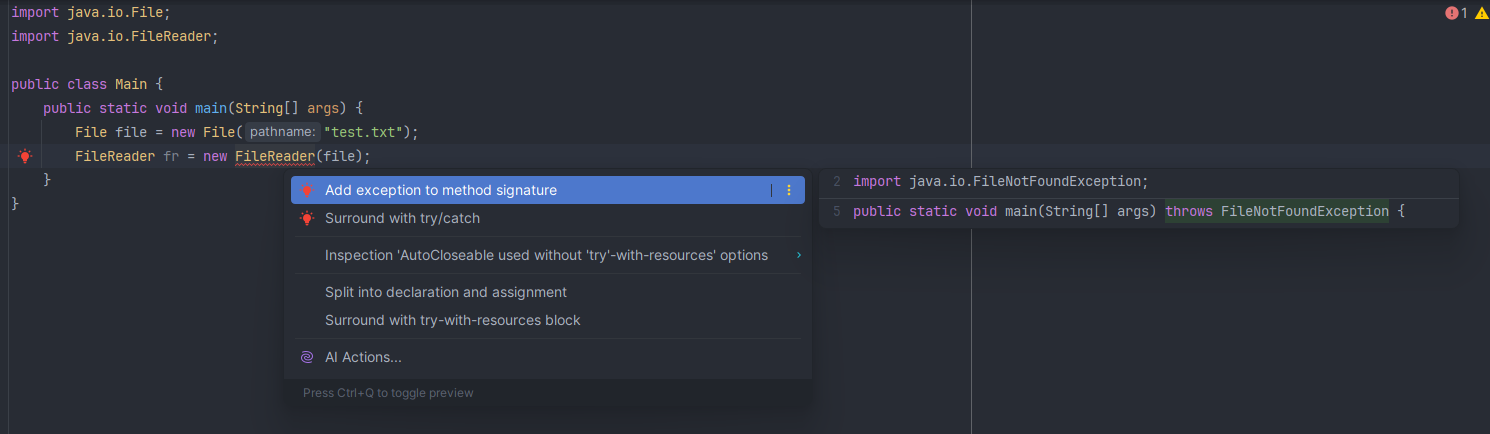 import java.io.File;
import java.io.FileReader;
1
public class Main {
public static void main(String[] args) {
File file = new File( pathname: "test.txt");
FileReader fr = new FileReader(file);
}
}
Add exception to method signature
Surround with try/catch
Inspection 'AutoCloseable used without 'try'-with-resources' options
Split into declaration and assignment
Surround with try-with-resources block
AI Actions...
Press Ctrl+Q to toggle preview
2 import java.io.FileNotFoundException;
5 public static void main(String[] args) throws FileNotFoundException {